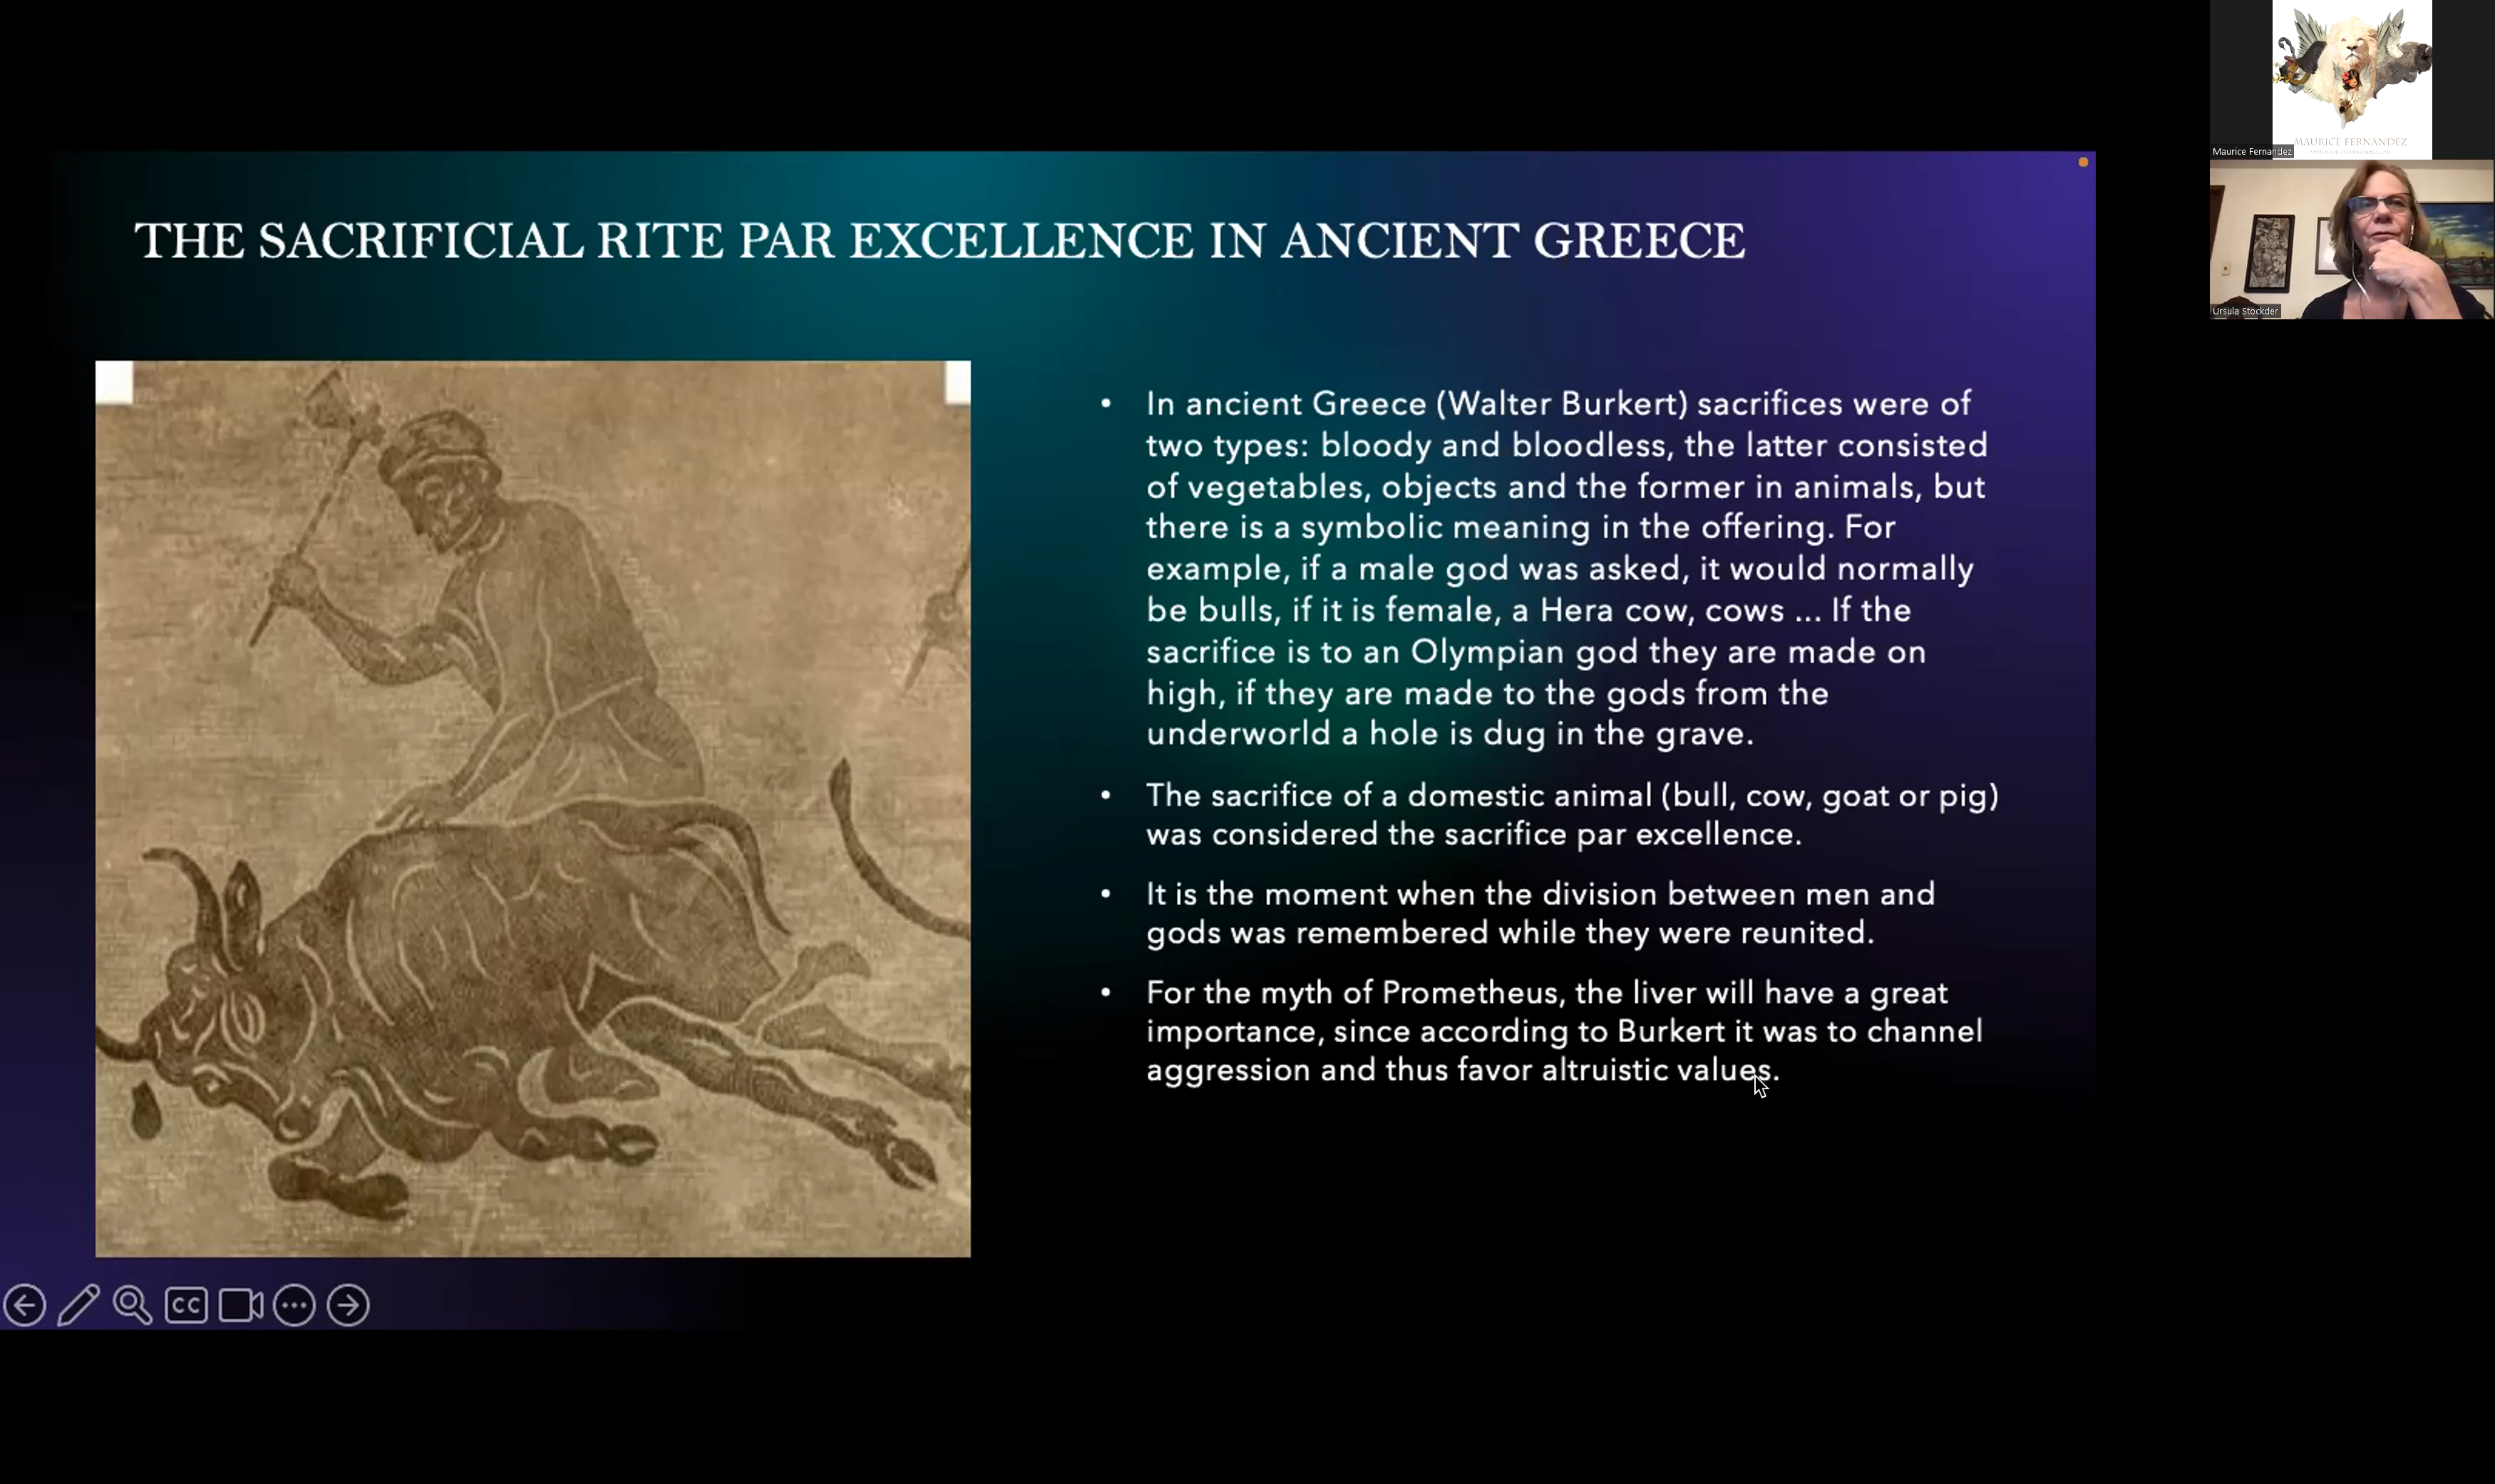 THE SACRIFICIAL RITE PAR EXCELLENCE IN ANCIENT GREECE
• In ancient Greece (Walter Burkert) sacrifices were of
two types: bloody and bloodless, the latter consisted
of vegetables, objects and the former in animals, but
there is a symbolic meaning in the offering. For
example, if a male god was asked, it would normally
be bulls, if it is female, a Hera cow, cows ... If the
sacrifice is to an Olympian god they are made on
high, if they are made to the gods from the
underworld a hole is dug in the grave.
• The sacrifice of a domestic animal (bull, cow, goat or pig)
was considered the sacrifice par excellence.
• It is the moment when the division between men and
gods was remembered while they were reunited.
• For the myth of Prometheus, the liver will have a great
importance, since according to Burkert it was to channel
aggression and thus favor altruistic values.
CC
MAURICE FERNANDEZ
Maurice Fernandez
Ursula Stockder